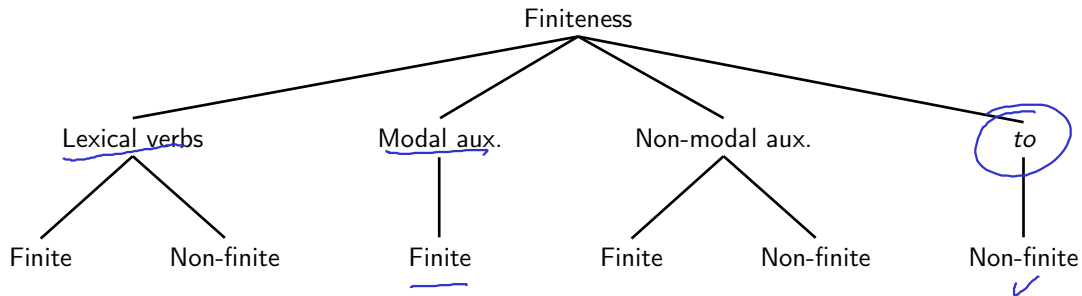 Finiteness
Lexical verbs Modal aux. Non-modal aux. to
Finite Non-finite Finite Finite Non-finite Non-finite